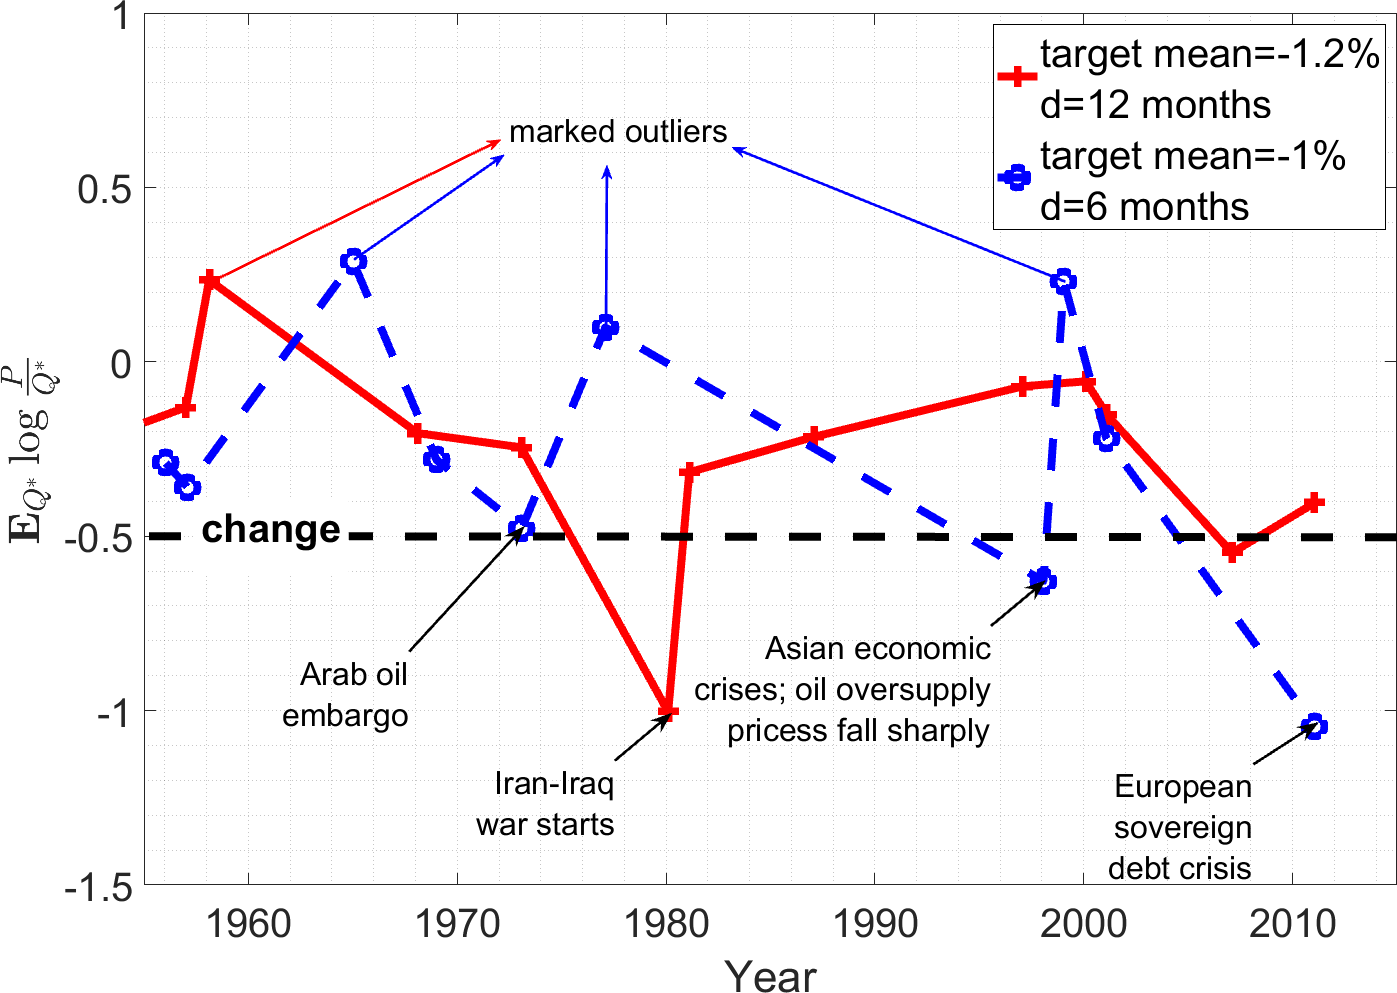 1
0.5
0
-0.5
-1
-1.5
1960
1970
1980
1990
2000
2010
Year
E_{Q*} log P/Q*
target mean=-1.2%
d=12 months
target mean=-1%
d=6 months
marked outliers
change
Arab oil
embargo
Iran-Iraq
war starts
Asian economic
crises; oil oversupply
pricess fall sharply
European
sovereign
debt crisis